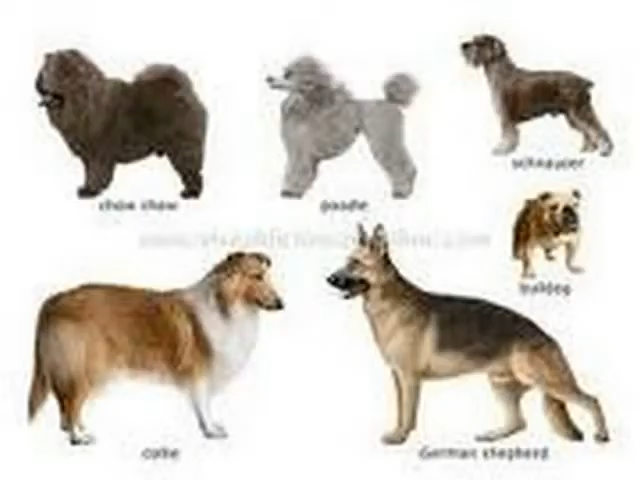 chow chow
poodle
schnauzer
bulldog
collie
German shepherd